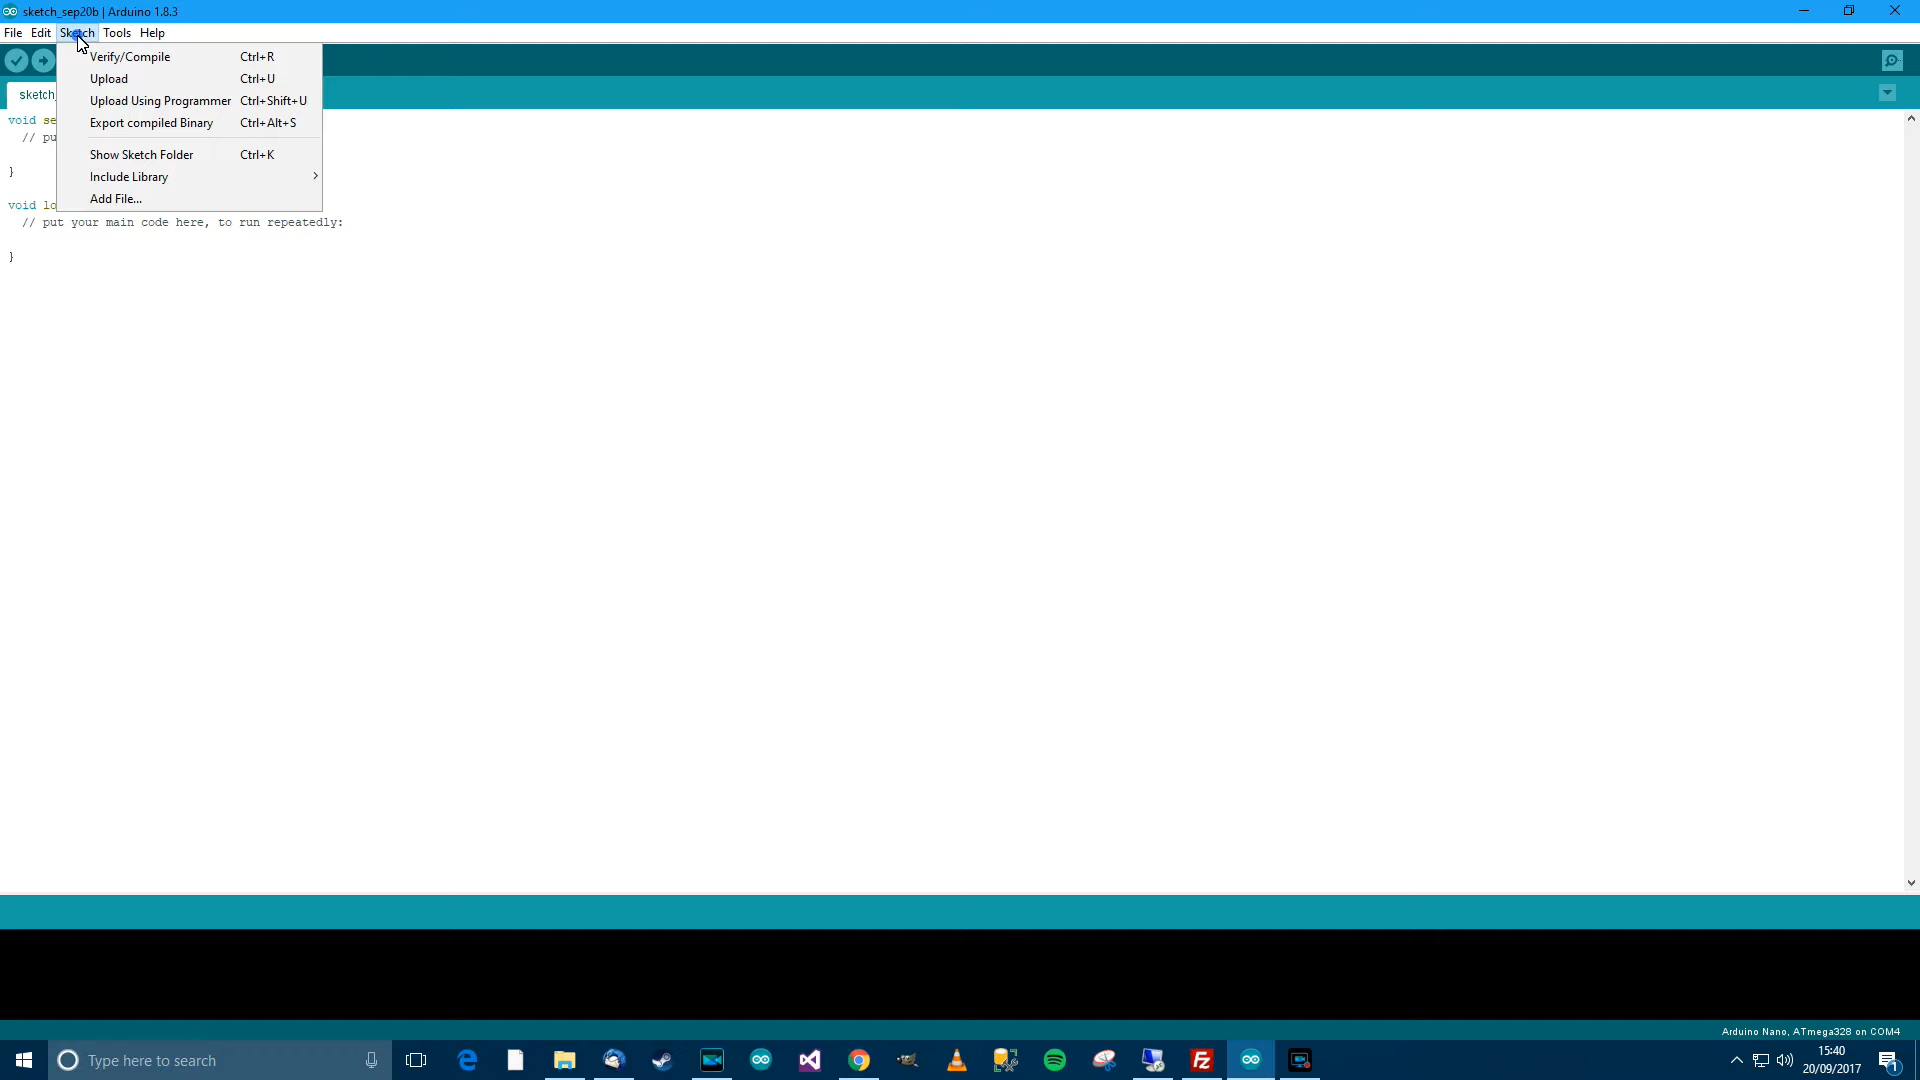 sketch_sep20b | Arduino 1.8.3
File Edit Sketch Tools Help
Verify/Compile Ctrl+R
Upload Ctrl+U
Upload Using Programmer Ctrl+Shift+U
Export compiled Binary Ctrl+Alt+S
Show Sketch Folder Ctrl+K
Include Library
Add File...
sketch_
void se
// pu
}
void lo
// put your main code here, to run repeatedly:
}
Arduino Nano, ATmega328 on COM4
Type here to search
15:40
20/09/2017
1